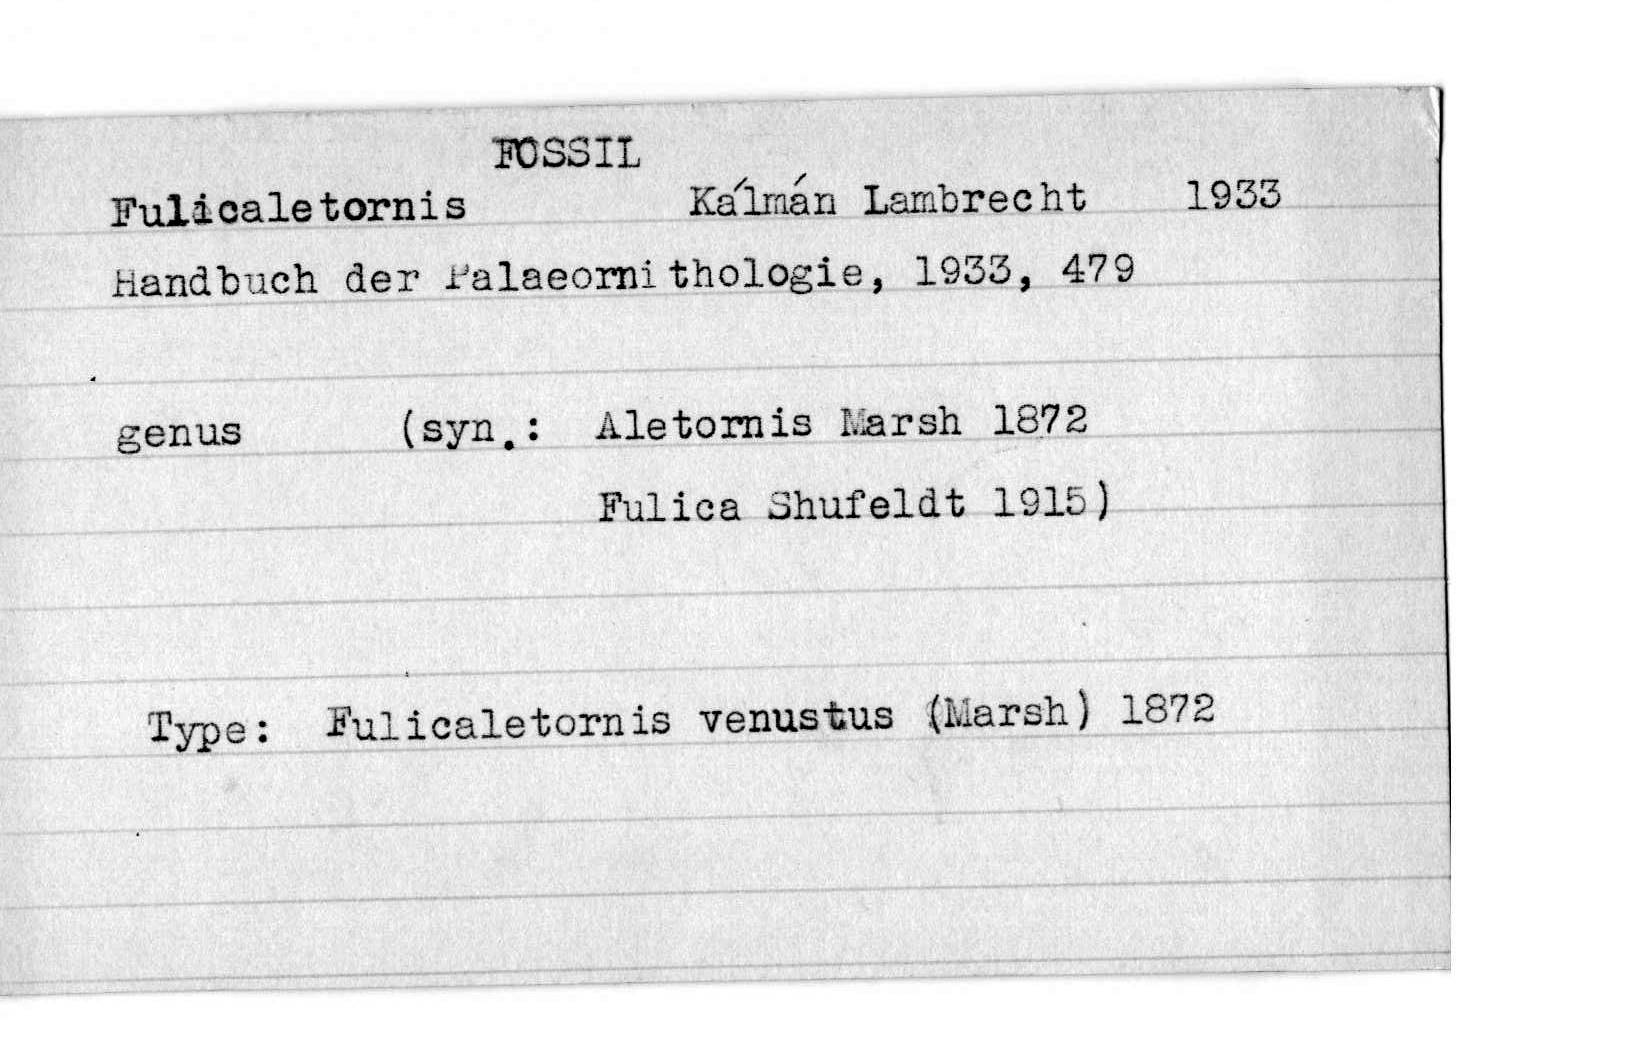 FOSSIL
Fulicaletornis Kálmán Lambrecht 1933
Handbuch der Palaeornithologie, 1933, 479
genus (syn.: Aletornis Marsh 1872
Fulica Shufeldt 1915)
Type: Fulicaletornis venustus (Marsh) 1872